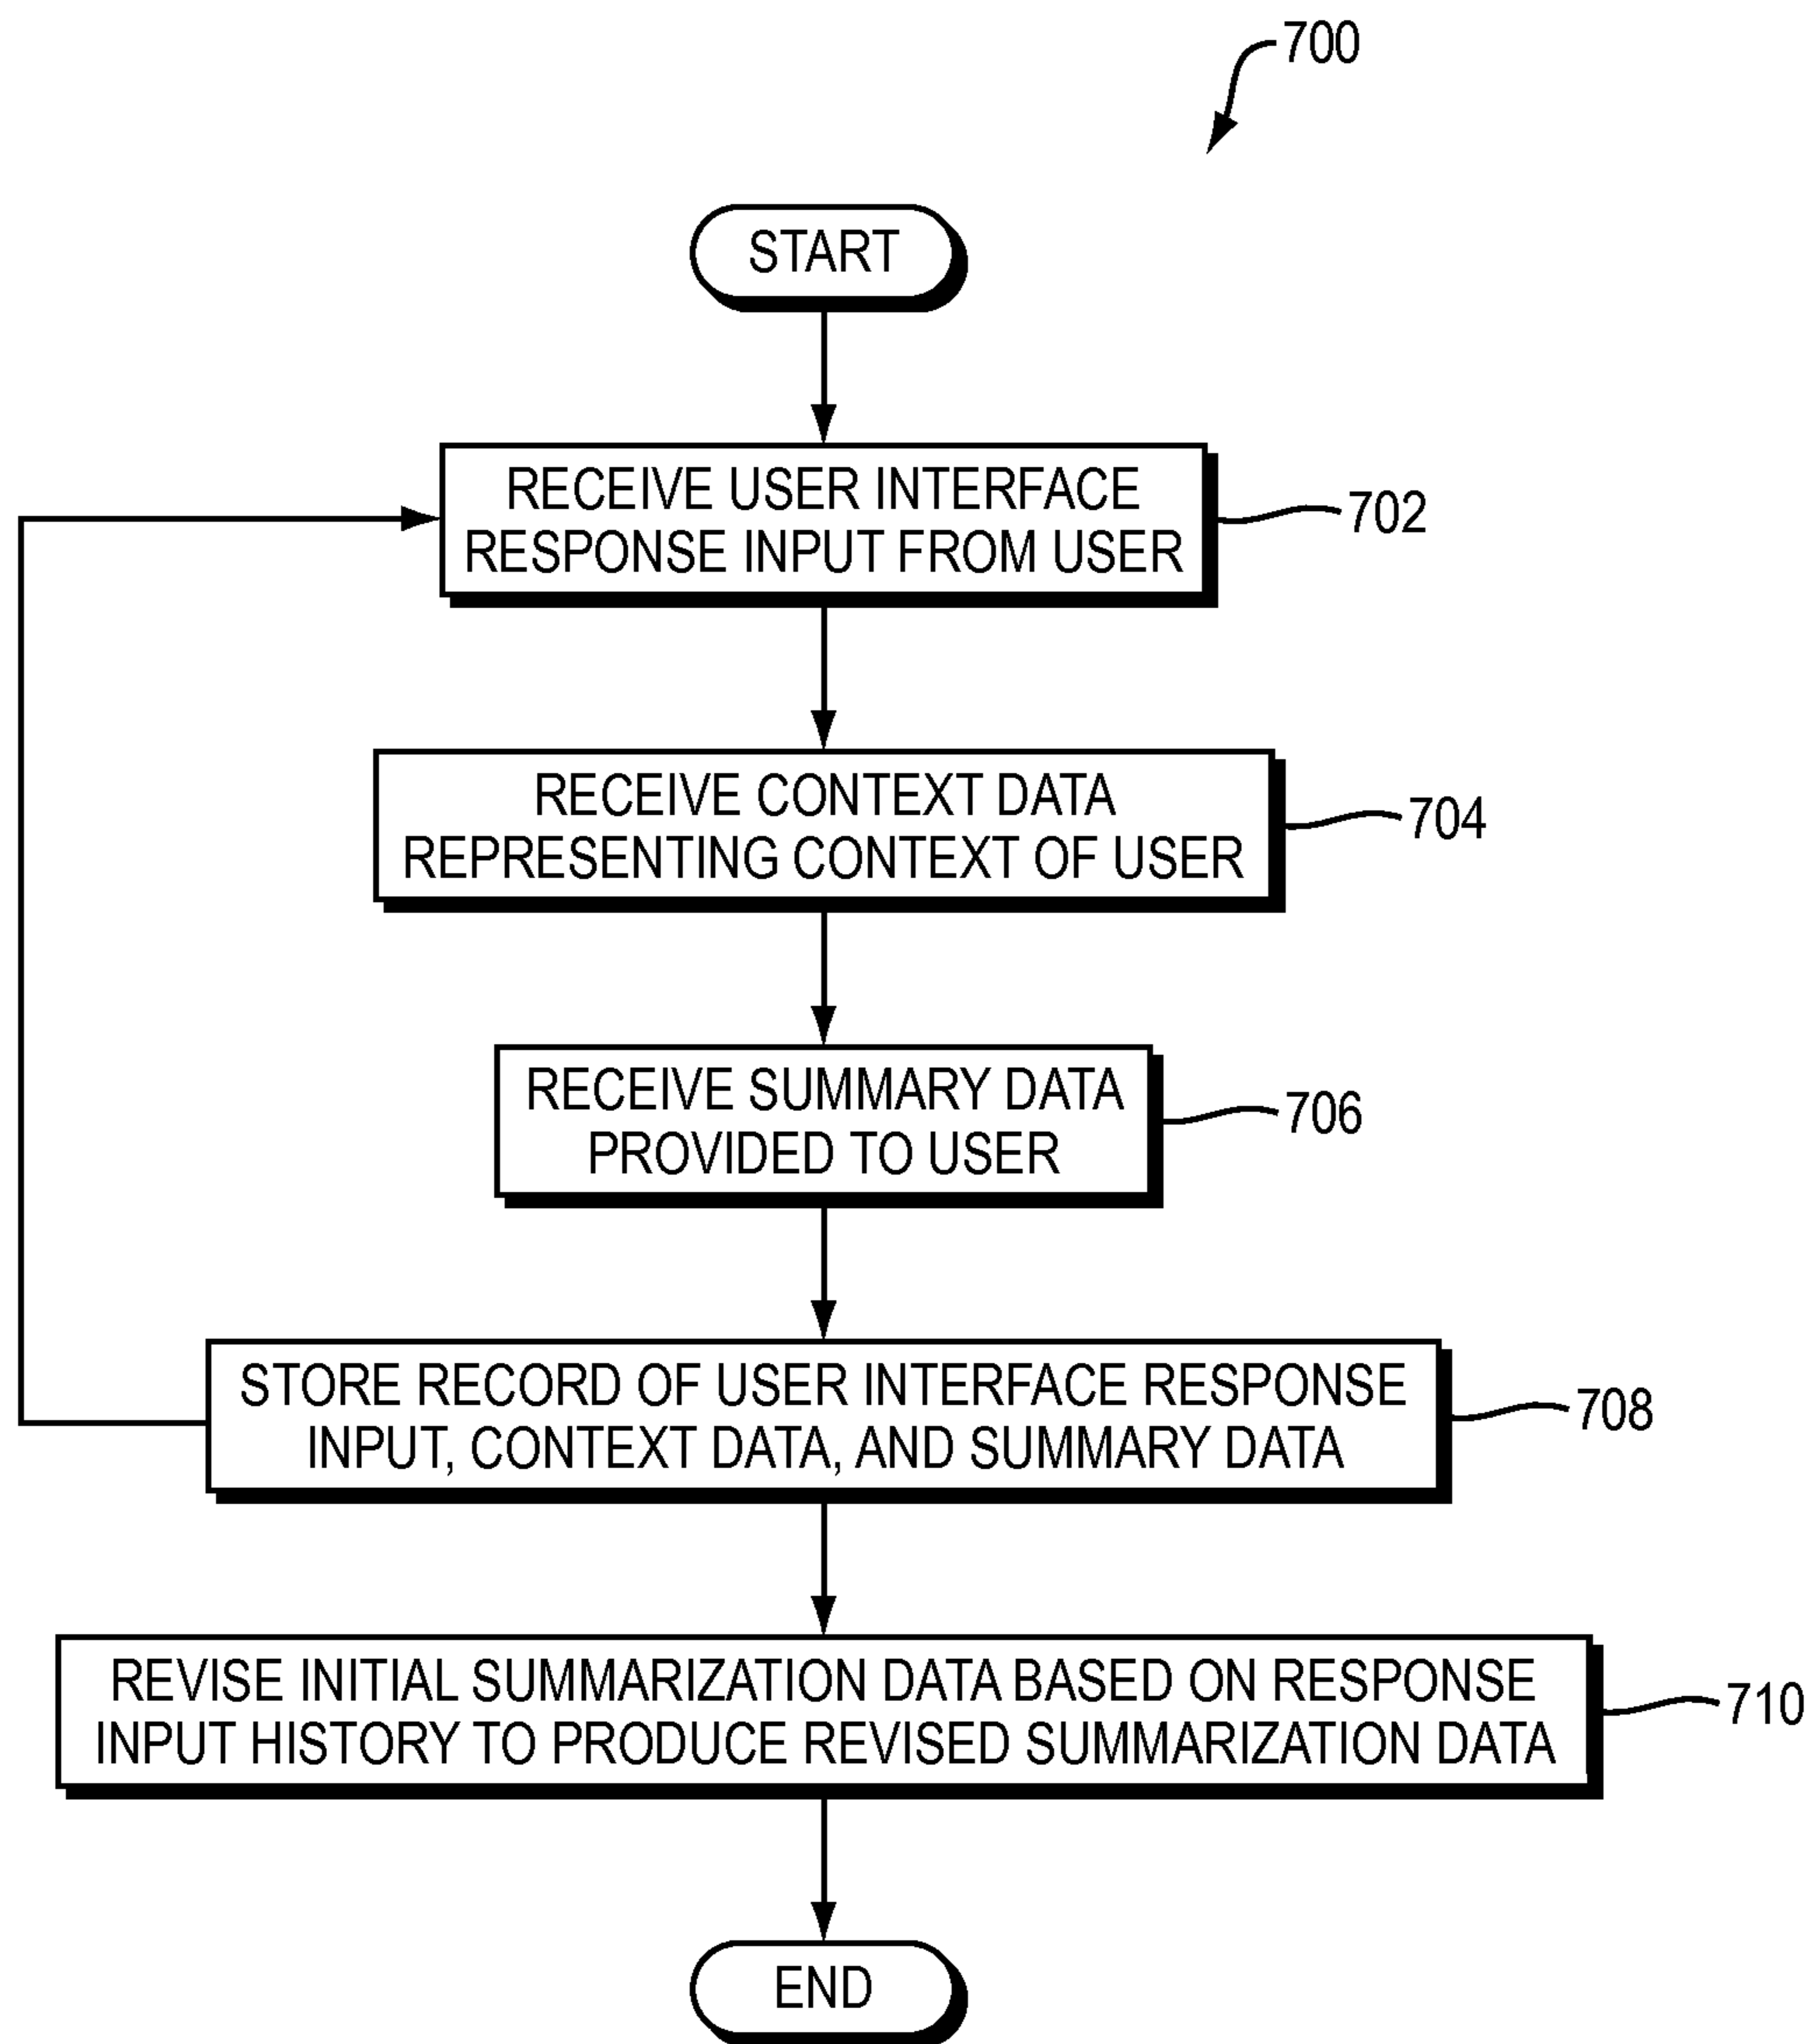 700
START
RECEIVE USER INTERFACE
RESPONSE INPUT FROM USER
702
RECEIVE CONTEXT DATA
REPRESENTING CONTEXT OF USER
704
RECEIVE SUMMARY DATA
PROVIDED TO USER
706
STORE RECORD OF USER INTERFACE RESPONSE
INPUT, CONTEXT DATA, AND SUMMARY DATA
708
REVISE INITIAL SUMMARIZATION DATA BASED ON RESPONSE
INPUT HISTORY TO PRODUCE REVISED SUMMARIZATION DATA
710
END